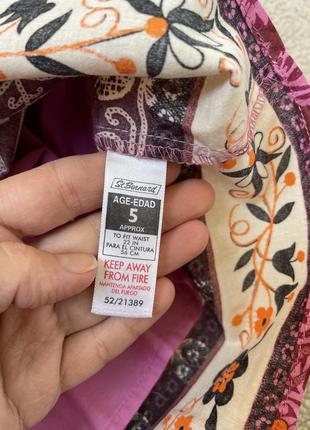 St. Bernard
AGE-EDAD
5
APPROX
TO FIT WAIST
22 IN
PARA EL CINTURA
56 CM
KEEP AWAY
FROM FIRE
MANTENGA APARTADO
DEL FUEGO
52/21389